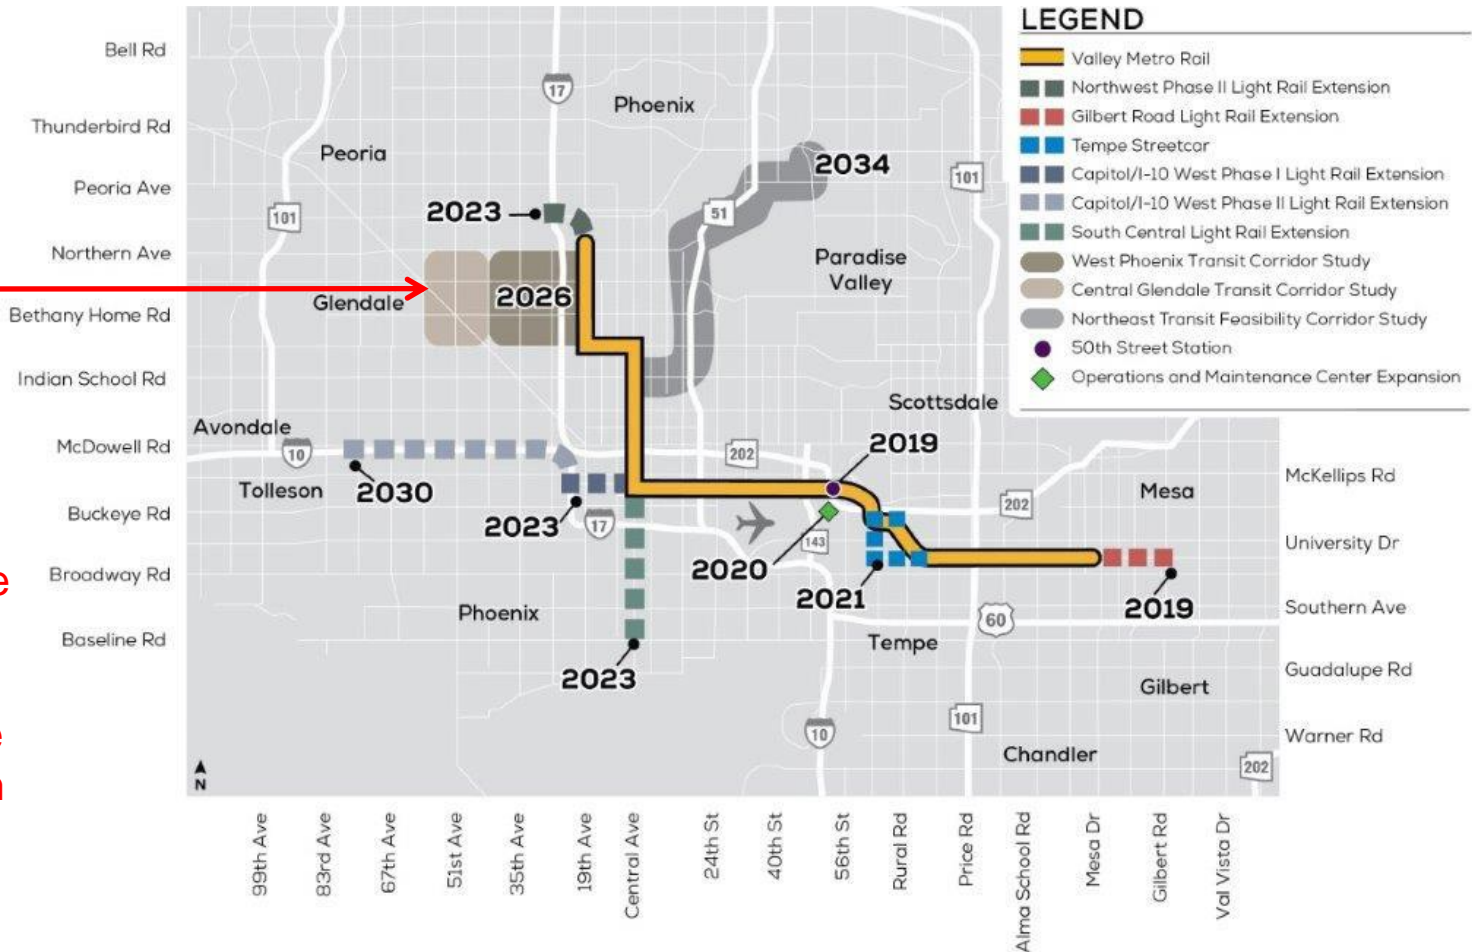 LEGEND
Valley Metro Rail
Northwest Phase II Light Rail Extension
Gilbert Road Light Rail Extension
Tempe Streetcar
Capitol/I-10 West Phase I Light Rail Extension
Capitol/I-10 West Phase II Light Rail Extension
South Central Light Rail Extension
West Phoenix Transit Corridor Study
Central Glendale Transit Corridor Study
Northeast Transit Feasibility Corridor Study
50th Street Station
Operations and Maintenance Center Expansion
Bell Rd
Thunderbird Rd
Peoria Ave
Northern Ave
Bethany Home Rd
Indian School Rd
McDowell Rd
Buckeye Rd
Broadway Rd
Baseline Rd
17
Phoenix
Peoria
2034
101
2023
101
51
Paradise
Valley
2026
Glendale
Scottsdale
Avondale
10
2019
202
Tolleson
2030
2023
17
143
202
Mesa
2020
2021
2019
Phoenix
60
Tempe
2023
Gilbert
101
10
Chandler
202
N
McKellips Rd
University Dr
Southern Ave
Guadalupe Rd
Warner Rd
99th Ave
83rd Ave
67th Ave
51st Ave
35th Ave
19th Ave
Central Ave
24th St
40th St
56th St
Rural Rd
Price Rd
Alma School Rd
Mesa Dr
Gilbert Rd
Val Vista Dr